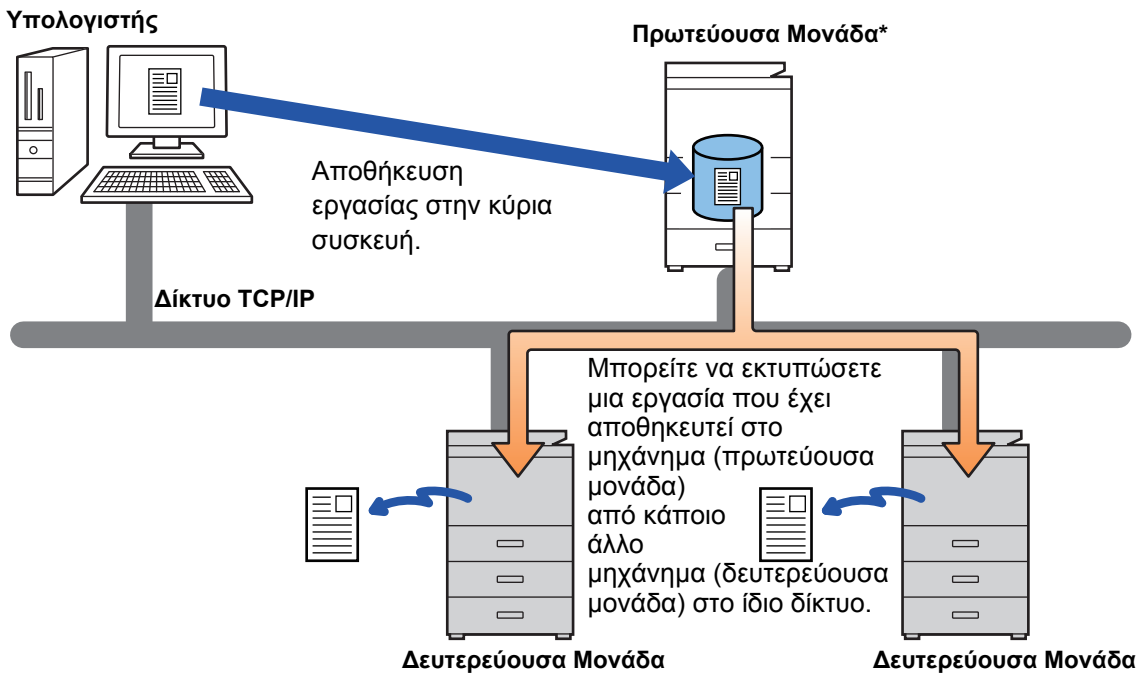 Υπολογιστής
Πρωτεύουσα Μονάδα*
Αποθήκευση
εργασίας στην κύρια
συσκευή.
Δίκτυο TCP/IP
Μπορείτε να εκτυπώσετε
μια εργασία που έχει
αποθηκευτεί στο
μηχάνημα (πρωτεύουσα
μονάδα)
από κάποιο
άλλο
μηχάνημα (δευτερεύουσα
μονάδα) στο ίδιο δίκτυο.
Δευτερεύουσα Μονάδα
Δευτερεύουσα Μονάδα